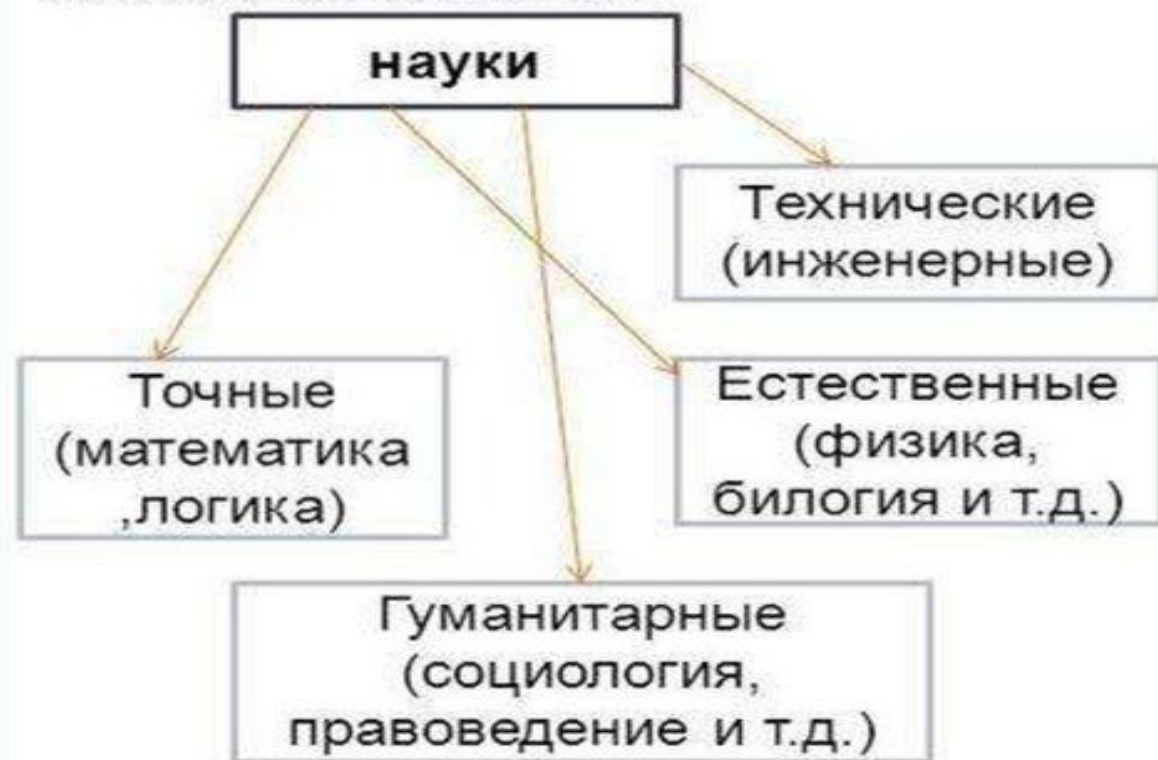 науки
Технические
(инженерные)
Точные
(математика
,логика)
Естественные
(физика,
билогия и т.д.)
Гуманитарные
(социология,
правоведение и т.д.)